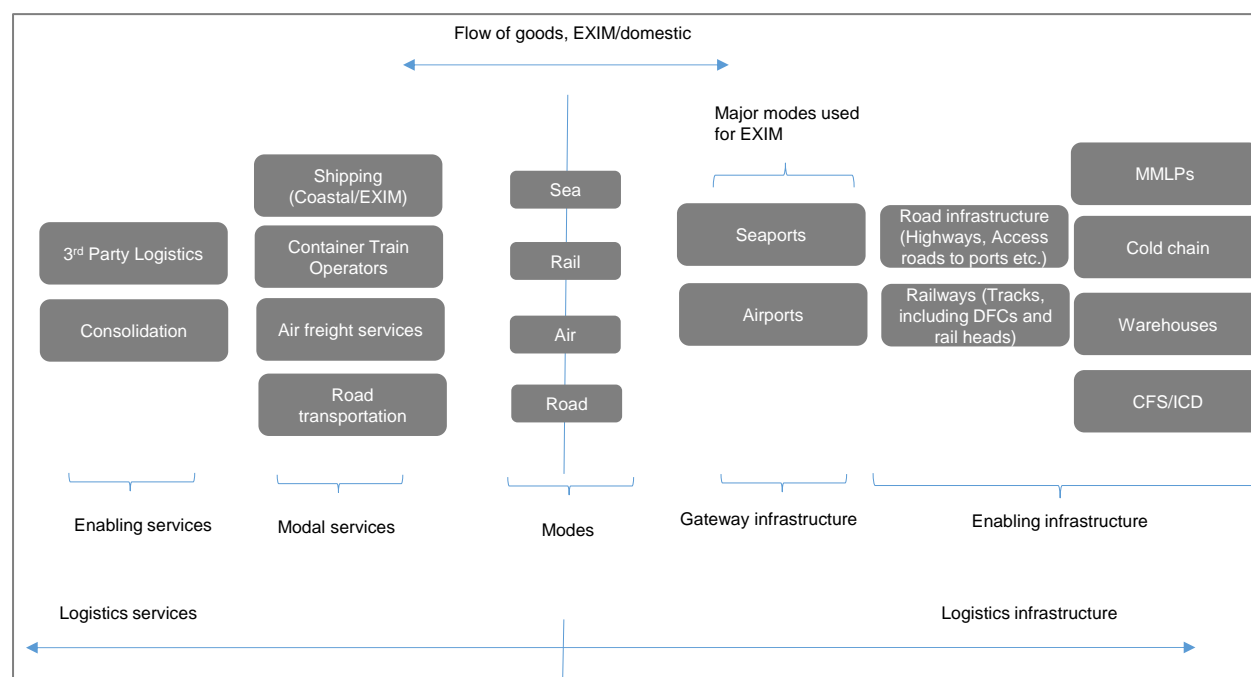 Flow of goods, EXIM/domestic
Major modes used
for EXIM
3rd Party Logistics
Consolidation
Shipping
(Coastal/EXIM)
Container Train
Operators
Air freight services
Road
transportation
Sea
Rail
Air
Road
Seaports
Airports
Road infrastructure
(Highways, Access
roads to ports etc.)
Railways (Tracks,
including DFCs and
rail heads)
MMLPs
Cold chain
Warehouses
CFS/ICD
Enabling services
Modal services
Modes
Gateway infrastructure
Enabling infrastructure
Logistics services
Logistics infrastructure